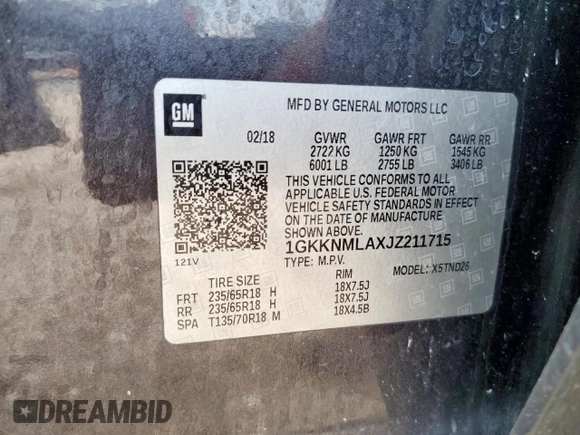 GM
MFD BY GENERAL MOTORS LLC
02/18 GVWR GAWR FRT GAWR RR
2722 KG 1250 KG 1545 KG
6001 LB 2755 LB 3406 LB
THIS VEHICLE CONFORMS TO ALL
APPLICABLE U.S. FEDERAL MOTOR
VEHICLE SAFETY STANDARDS IN EFFECT
ON THE DATE OF MANUFACTURE
SHOWN ABOVE.
1GKKNMLAXJZ211715
121V
TYPE: M.P.V. MODEL: X5TND26
TIRE SIZE RIM
FRT 235/65R18 H 18X7.5J
RR 235/65R18 H 18X7.5J
SPA T135/70R18 M 18X4.5B
DREAMBID